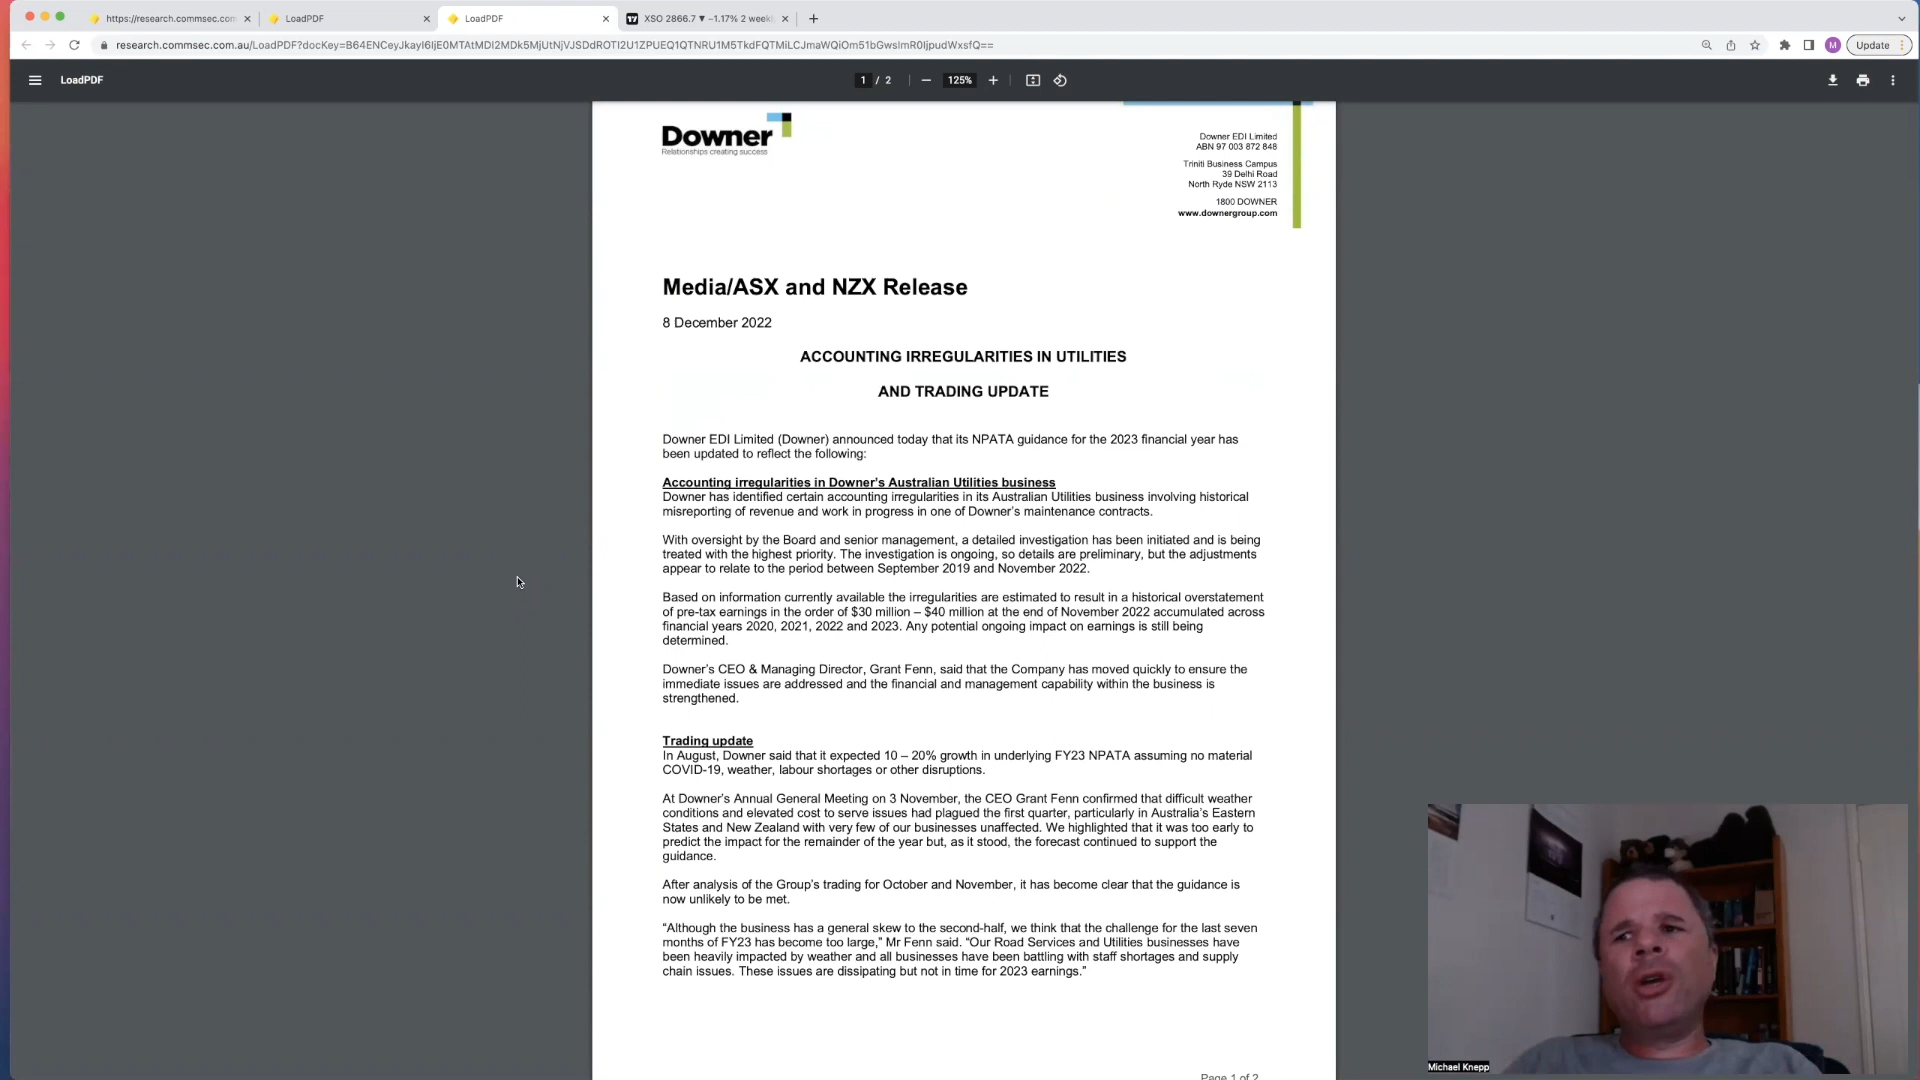 https://research.commsec.com
LoadPDF
LoadPDF
XSO 2866.7 ▼ −1.17% 2 week
research.commsec.com.au/LoadPDF?docKey=B64ENCeyJkayI6IjE0MTAtMDI2MDk5MjUtNjVJSDdROTI2U1ZPUEQ1QTNRU1M5TkdFQTMiLCJmaWQiOm51bGwsImR0IjpudWxsfQ==
M
Update
LoadPDF
1 / 2
125%
Downer
Relationships creating success
Downer EDI Limited
ABN 97 003 872 848
Triniti Business Campus
39 Delhi Road
North Ryde NSW 2113
1800 DOWNER
www.downergroup.com
Media/ASX and NZX Release
8 December 2022
ACCOUNTING IRREGULARITIES IN UTILITIES
AND TRADING UPDATE
Downer EDI Limited (Downer) announced today that its NPATA guidance for the 2023 financial year has
been updated to reflect the following:
Accounting irregularities in Downer’s Australian Utilities business
Downer has identified certain accounting irregularities in its Australian Utilities business involving historical
misreporting of revenue and work in progress in one of Downer’s maintenance contracts.
With oversight by the Board and senior management, a detailed investigation has been initiated and is being
treated with the highest priority. The investigation is ongoing, so details are preliminary, but the adjustments
appear to relate to the period between September 2019 and November 2022.
Based on information currently available the irregularities are estimated to result in a historical overstatement
of pre-tax earnings in the order of $30 million – $40 million at the end of November 2022 accumulated across
financial years 2020, 2021, 2022 and 2023. Any potential ongoing impact on earnings is still being
determined.
Downer’s CEO & Managing Director, Grant Fenn, said that the Company has moved quickly to ensure the
immediate issues are addressed and the financial and management capability within the business is
strengthened.
Trading update
In August, Downer said that it expected 10 – 20% growth in underlying FY23 NPATA assuming no material
COVID-19, weather, labour shortages or other disruptions.
At Downer’s Annual General Meeting on 3 November, the CEO Grant Fenn confirmed that difficult weather
conditions and elevated cost to serve issues had plagued the first quarter, particularly in Australia’s Eastern
States and New Zealand with very few of our businesses unaffected. We highlighted that it was too early to
predict the impact for the remainder of the year but, as it stood, the forecast continued to support the
guidance.
After analysis of the Group’s trading for October and November, it has become clear that the guidance is
now unlikely to be met.
“Although the business has a general skew to the second-half, we think that the challenge for the last seven
months of FY23 has become too large,” Mr Fenn said. “Our Road Services and Utilities businesses have
been heavily impacted by weather and all businesses have been battling with staff shortages and supply
chain issues. These issues are dissipating but not in time for 2023 earnings.”
Page 1 of 2
Michael Knepp